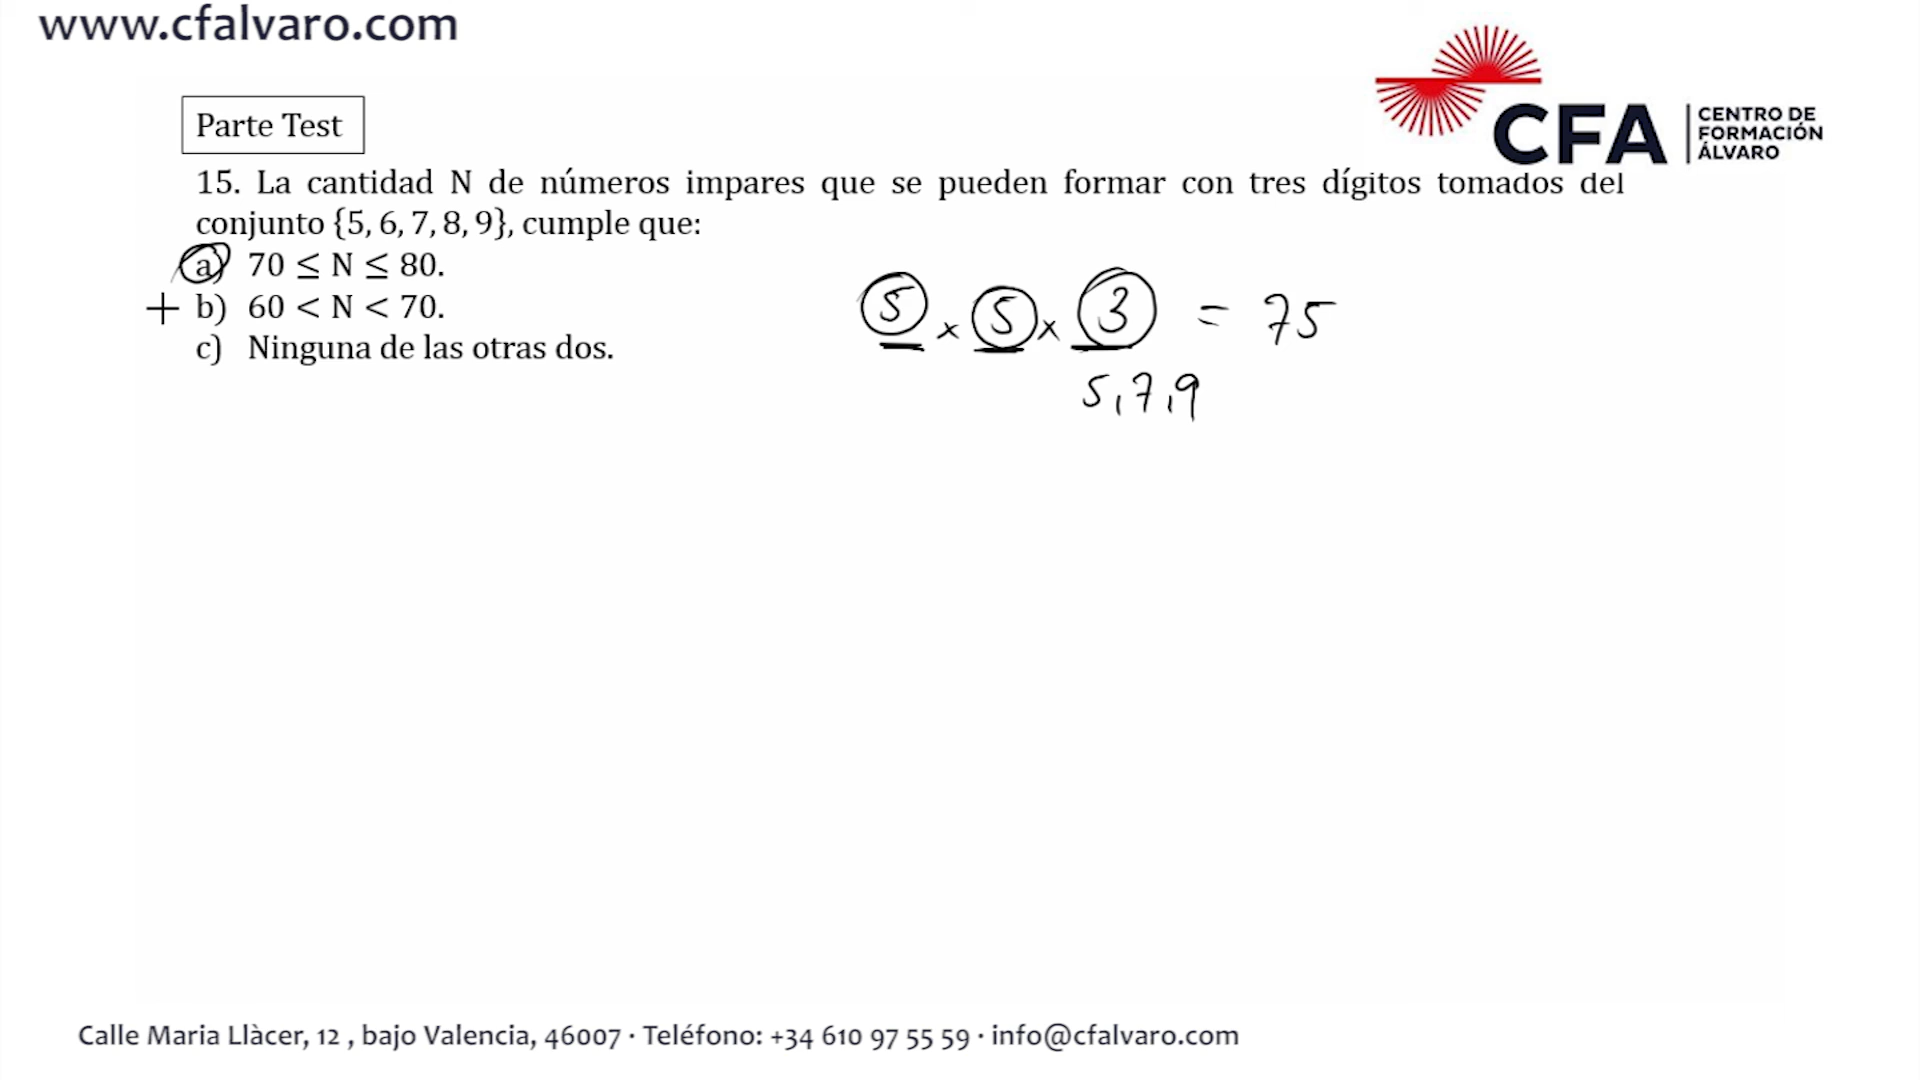 www.cfalvaro.com
CFA CENTRO DE
FORMACIÓN
ÁLVARO
Parte Test
15. La cantidad N de números impares que se pueden formar con tres dígitos tomados del
conjunto {5, 6, 7, 8, 9}, cumple que:
a) 70 ≤ N ≤ 80.
+ b) 60 < N < 70.
c) Ninguna de las otras dos.
5 × 5 × 3 = 75
5,7,9
Calle Maria Llàcer, 12 , bajo Valencia, 46007 · Teléfono: +34 610 97 55 59 · info@cfalvaro.com